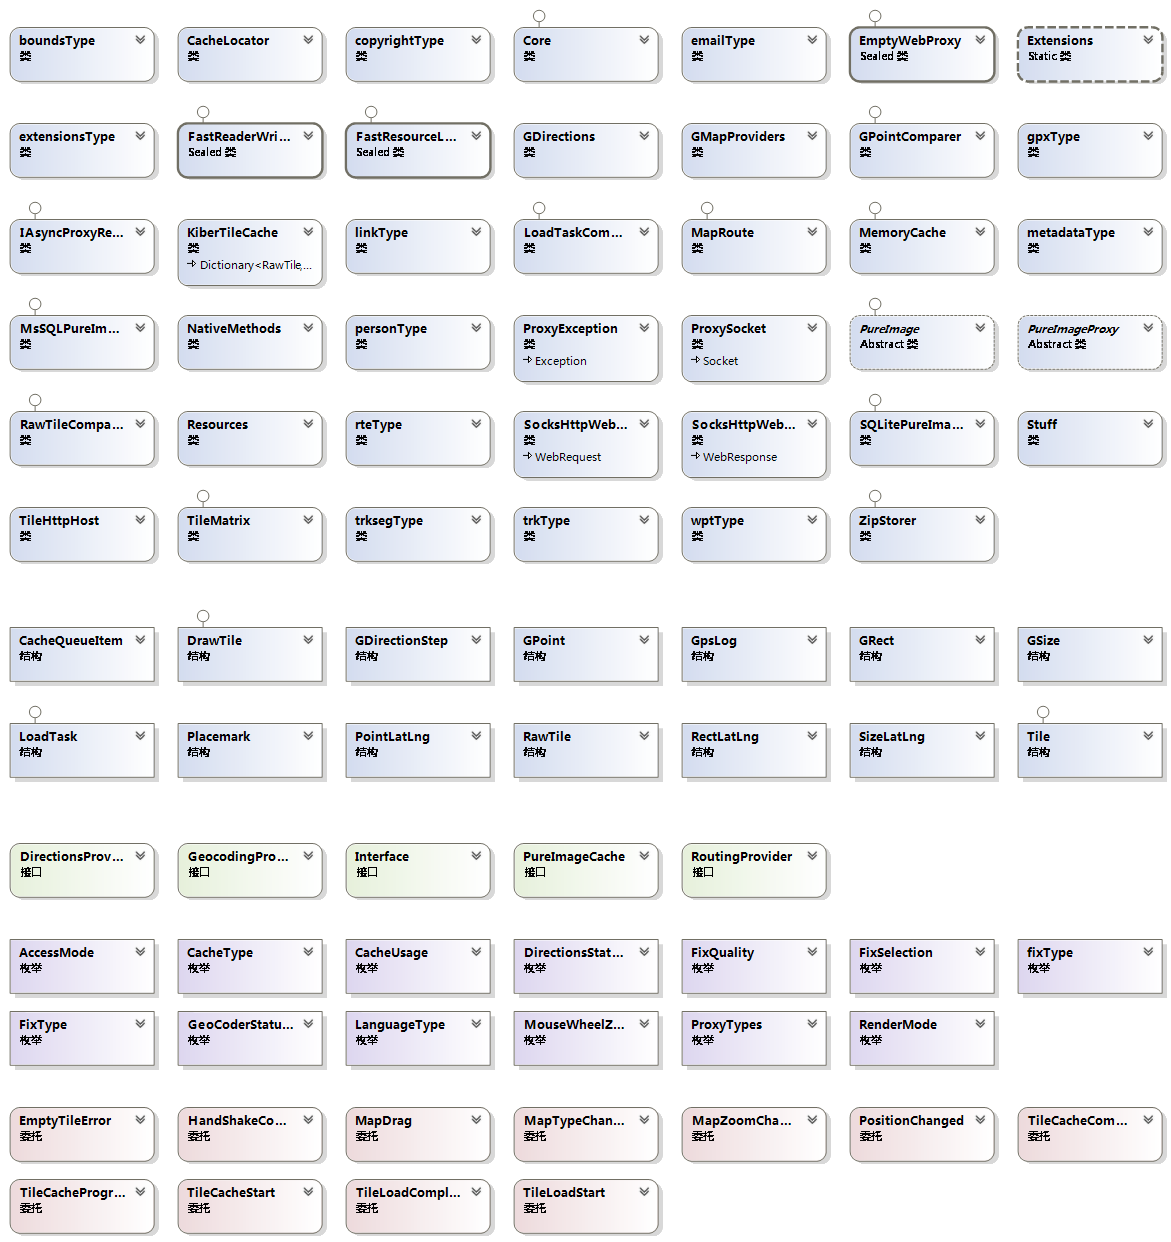 boundsType
类
CacheLocator
类
copyrightType
类
Core
类
emailType
类
EmptyWebProxy
Sealed 类
Extensions
Static 类
extensionsType
类
FastReaderWri...
Sealed 类
FastResourceL...
Sealed 类
GDirections
类
GMapProviders
类
GPointComparer
类
gpxType
类
IAsyncProxyRe...
类
KiberTileCache
类
Dictionary<RawTile,...
linkType
类
LoadTaskCom...
类
MapRoute
类
MemoryCache
类
metadataType
类
MsSQLPureIm...
类
NativeMethods
类
personType
类
ProxyException
类
Exception
ProxySocket
类
Socket
PureImage
Abstract 类
PureImageProxy
Abstract 类
RawTileCompa...
类
Resources
类
rteType
类
SocksHttpWeb...
类
WebRequest
SocksHttpWeb...
类
WebResponse
SQLitePureIma...
类
Stuff
类
TileHttpHost
类
TileMatrix
类
trksegType
类
trkType
类
wptType
类
ZipStorer
类
CacheQueueItem
结构
DrawTile
结构
GDirectionStep
结构
GPoint
结构
GpsLog
结构
GRect
结构
GSize
结构
LoadTask
结构
Placemark
结构
PointLatLng
结构
RawTile
结构
RectLatLng
结构
SizeLatLng
结构
Tile
结构
DirectionsProv...
接口
GeocodingPro...
接口
Interface
接口
PureImageCache
接口
RoutingProvider
接口
AccessMode
枚举
CacheType
枚举
CacheUsage
枚举
DirectionsStat...
枚举
FixQuality
枚举
FixSelection
枚举
fixType
枚举
FixType
枚举
GeoCoderStatu...
枚举
LanguageType
枚举
MouseWheelZ...
枚举
ProxyTypes
枚举
RenderMode
枚举
EmptyTileError
委托
HandShakeCo...
委托
MapDrag
委托
MapTypeChan...
委托
MapZoomCha...
委托
PositionChanged
委托
TileCacheCom...
委托
TileCacheProgr...
委托
TileCacheStart
委托
TileLoadCompl...
委托
TileLoadStart
委托